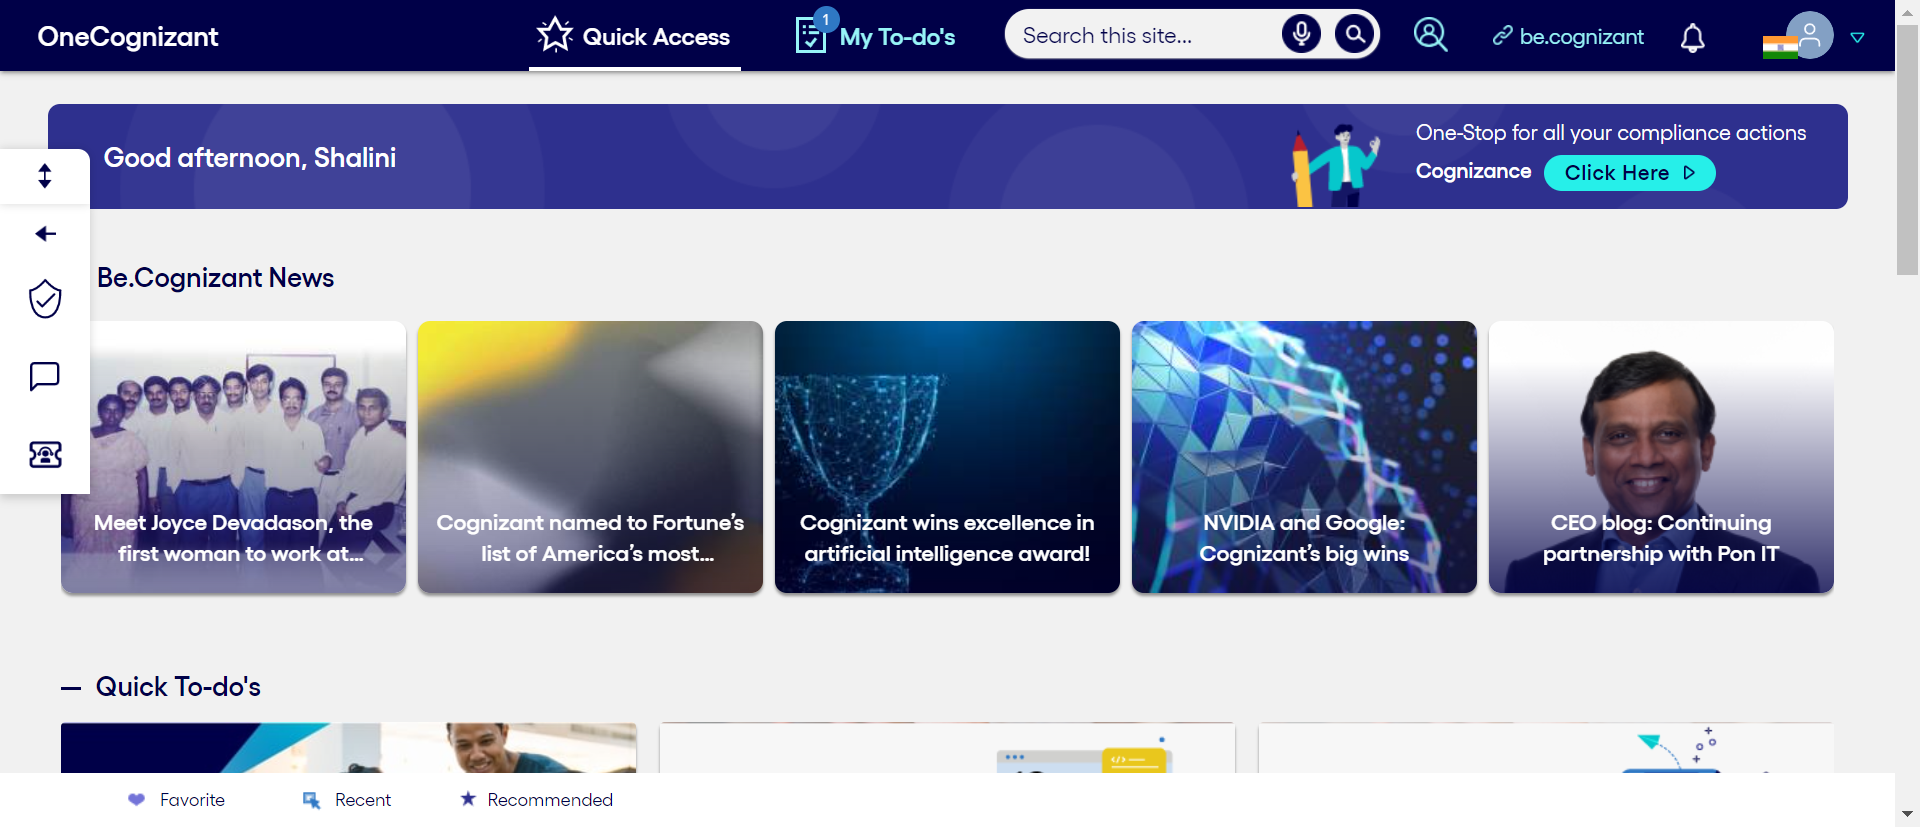 OneCognizant
Quick Access
1
My To-do's
Search this site...
be.cognizant
Good afternoon, Shalini
One-Stop for all your compliance actions
Cognizance
Click Here
Be.Cognizant News
Meet Joyce Devadason, the
first woman to work at...
Cognizant named to Fortune’s
list of America’s most...
Cognizant wins excellence in
artificial intelligence award!
NVIDIA and Google:
Cognizant’s big wins
CEO blog: Continuing
partnership with Pon IT
Quick To-do's
</>
Favorite
Recent
Recommended